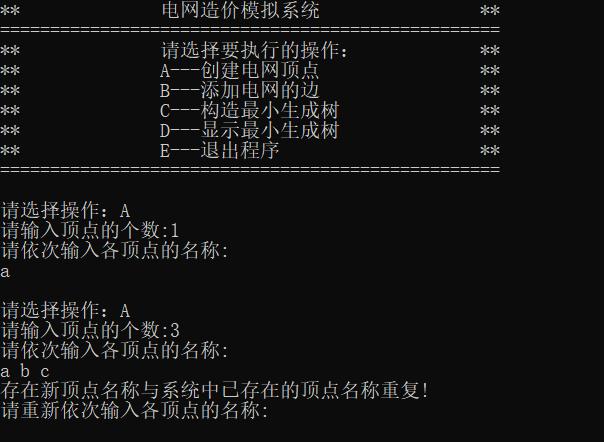 **              电网造价模拟系统                **
==================================================
**              请选择要执行的操作:             **
**              A---创建电网顶点                **
**              B---添加电网的边                **
**              C---构造最小生成树              **
**              D---显示最小生成树              **
**              E---退出程序                    **
==================================================
请选择操作: A
请输入顶点的个数:1
请依次输入各顶点的名称:
a
请选择操作: A
请输入顶点的个数:3
请依次输入各顶点的名称:
a b c
存在新顶点名称与系统中已存在的顶点名称重复!
请重新依次输入各顶点的名称: